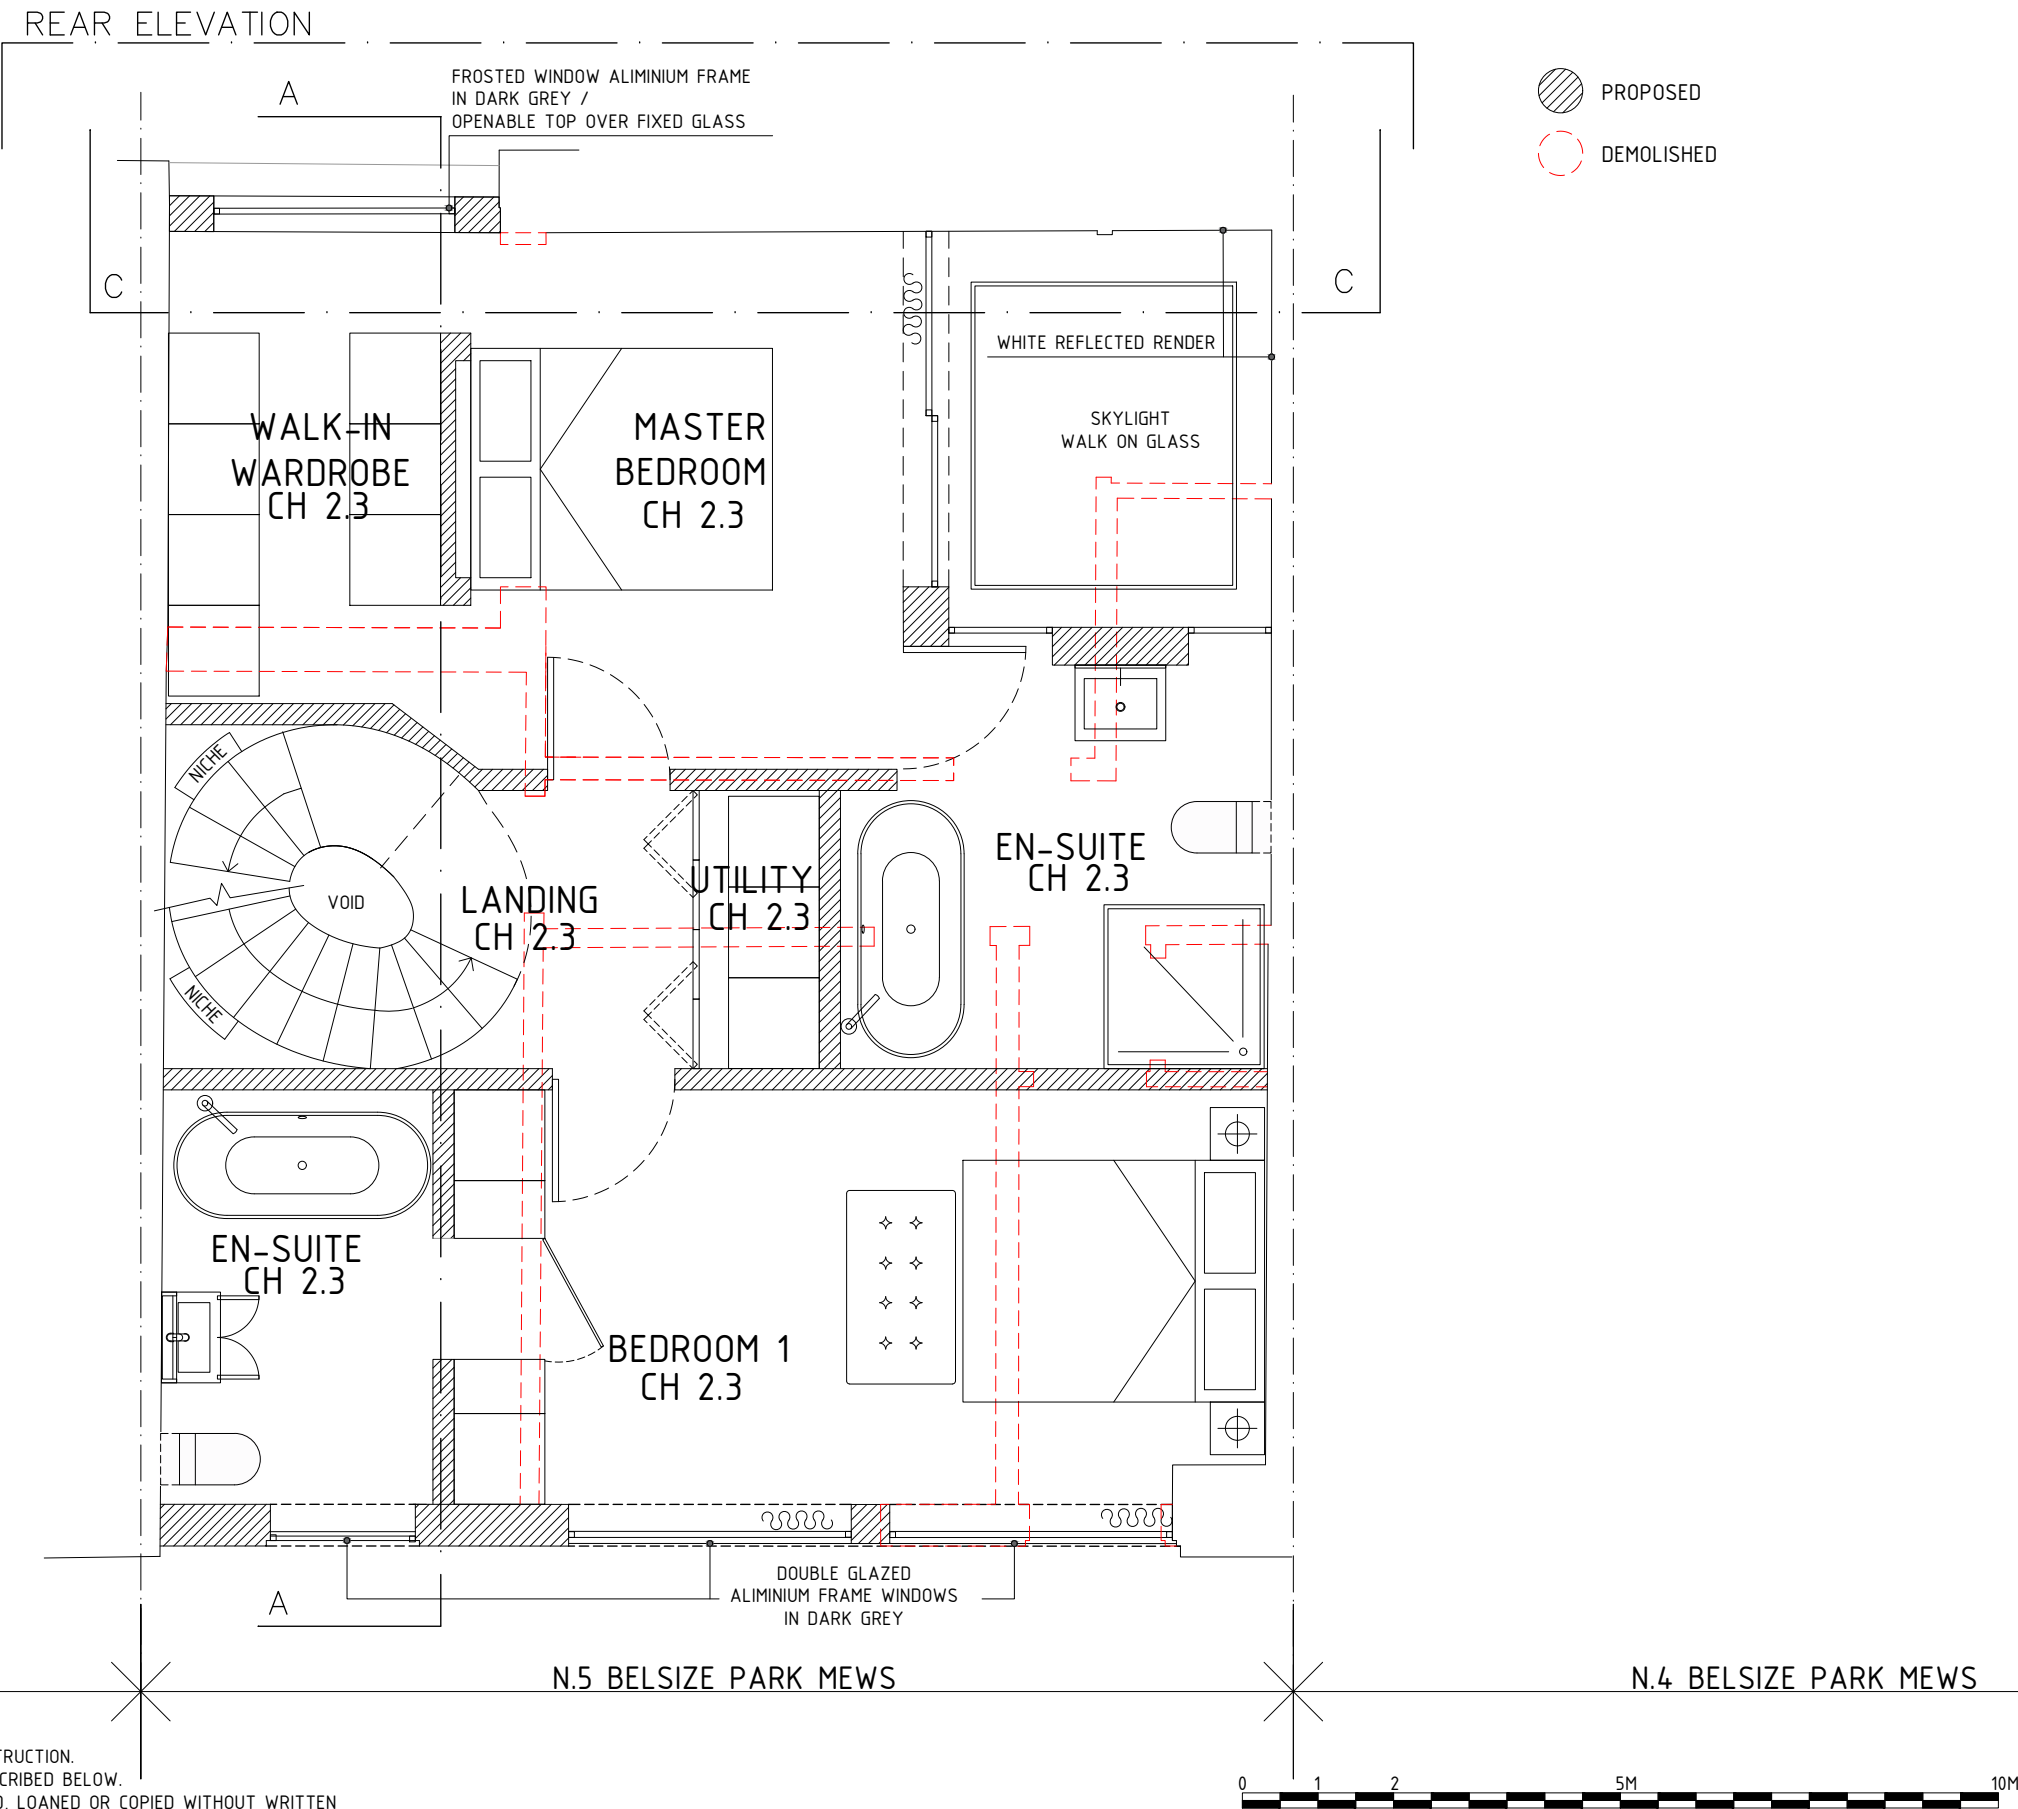 REAR ELEVATION
A
FROSTED WINDOW ALIMINIUM FRAME
IN DARK GREY /
OPENABLE TOP OVER FIXED GLASS
PROPOSED
DEMOLISHED
C
C
WHITE REFLECTED RENDER
SKYLIGHT
WALK ON GLASS
WALK-IN
WARDROBE
CH 2.3
MASTER
BEDROOM
CH 2.3
NICHE
VOID
NICHE
LANDING
CH 2.3
UTILITY
CH 2.3
EN-SUITE
CH 2.3
EN-SUITE
CH 2.3
BEDROOM 1
CH 2.3
DOUBLE GLAZED
ALIMINIUM FRAME WINDOWS
IN DARK GREY
A
N.5 BELSIZE PARK MEWS
N.4 BELSIZE PARK MEWS
TRUCTION.
CRIBED BELOW.
D. LOANED OR COPIED WITHOUT WRITTEN
0 1 2 5M 10M